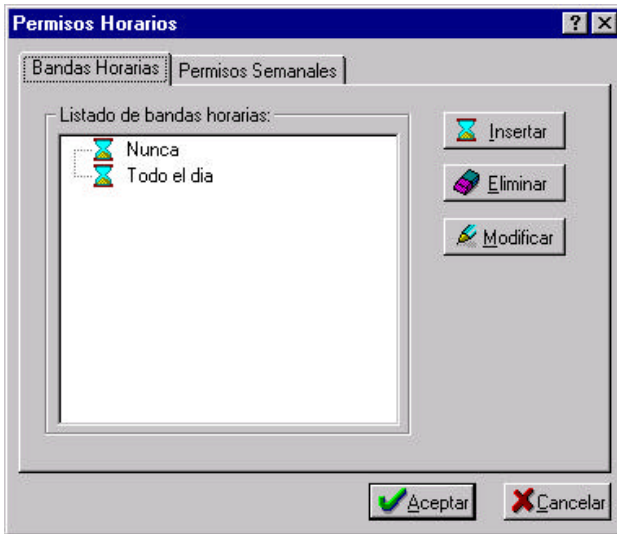 Permisos Horarios
Bandas Horarias
Permisos Semanales
Listado de bandas horarias:
Nunca
Todo el dia
Insertar
Eliminar
Modificar
Aceptar
Cancelar